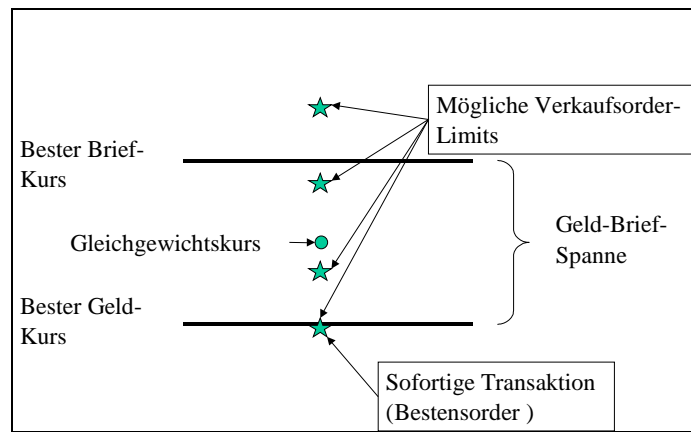 Mögliche Verkaufsorder-
Limits
Bester Brief-
Kurs
Gleichgewichtskurs
Geld-Brief-
Spanne
Bester Geld-
Kurs
Sofortige Transaktion
(Bestensorder )